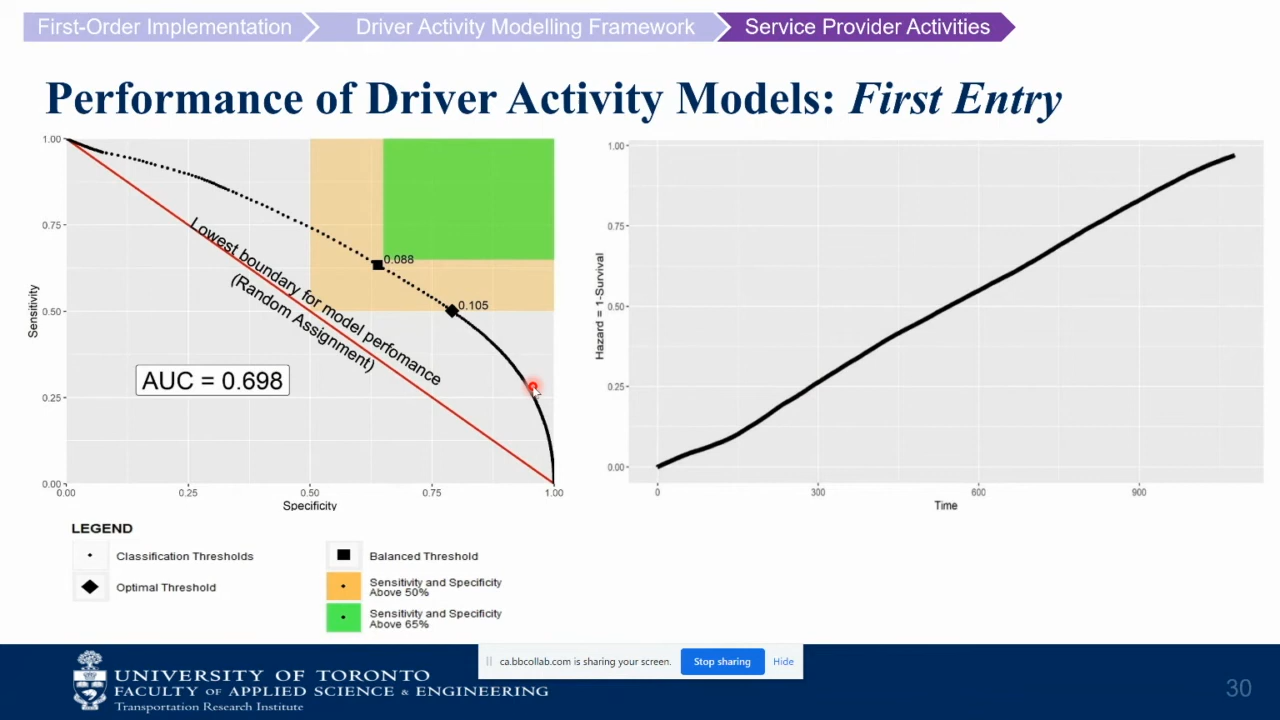 First-Order Implementation
Driver Activity Modelling Framework
Service Provider Activities
Performance of Driver Activity Models: First Entry
1.00
0.75
0.50
0.25
0.00
Sensitivity
0.00
0.25
0.50
0.75
1.00
Specificity
0.088
0.105
Lowest boundary for model perfomance
(Random Assignment)
AUC = 0.698
1.00
0.75
0.50
0.25
0.00
Hazard = 1-Survival
0
300
600
900
Time
LEGEND
Classification Thresholds
Optimal Threshold
Balanced Threshold
Sensitivity and Specificity
Above 50%
Sensitivity and Specificity
Above 65%
UNIVERSITY OF TORONTO
FACULTY OF APPLIED SCIENCE & ENGINEERING
Transportation Research Institute
ca.bbcollab.com is sharing your screen.
Stop sharing
Hide
30